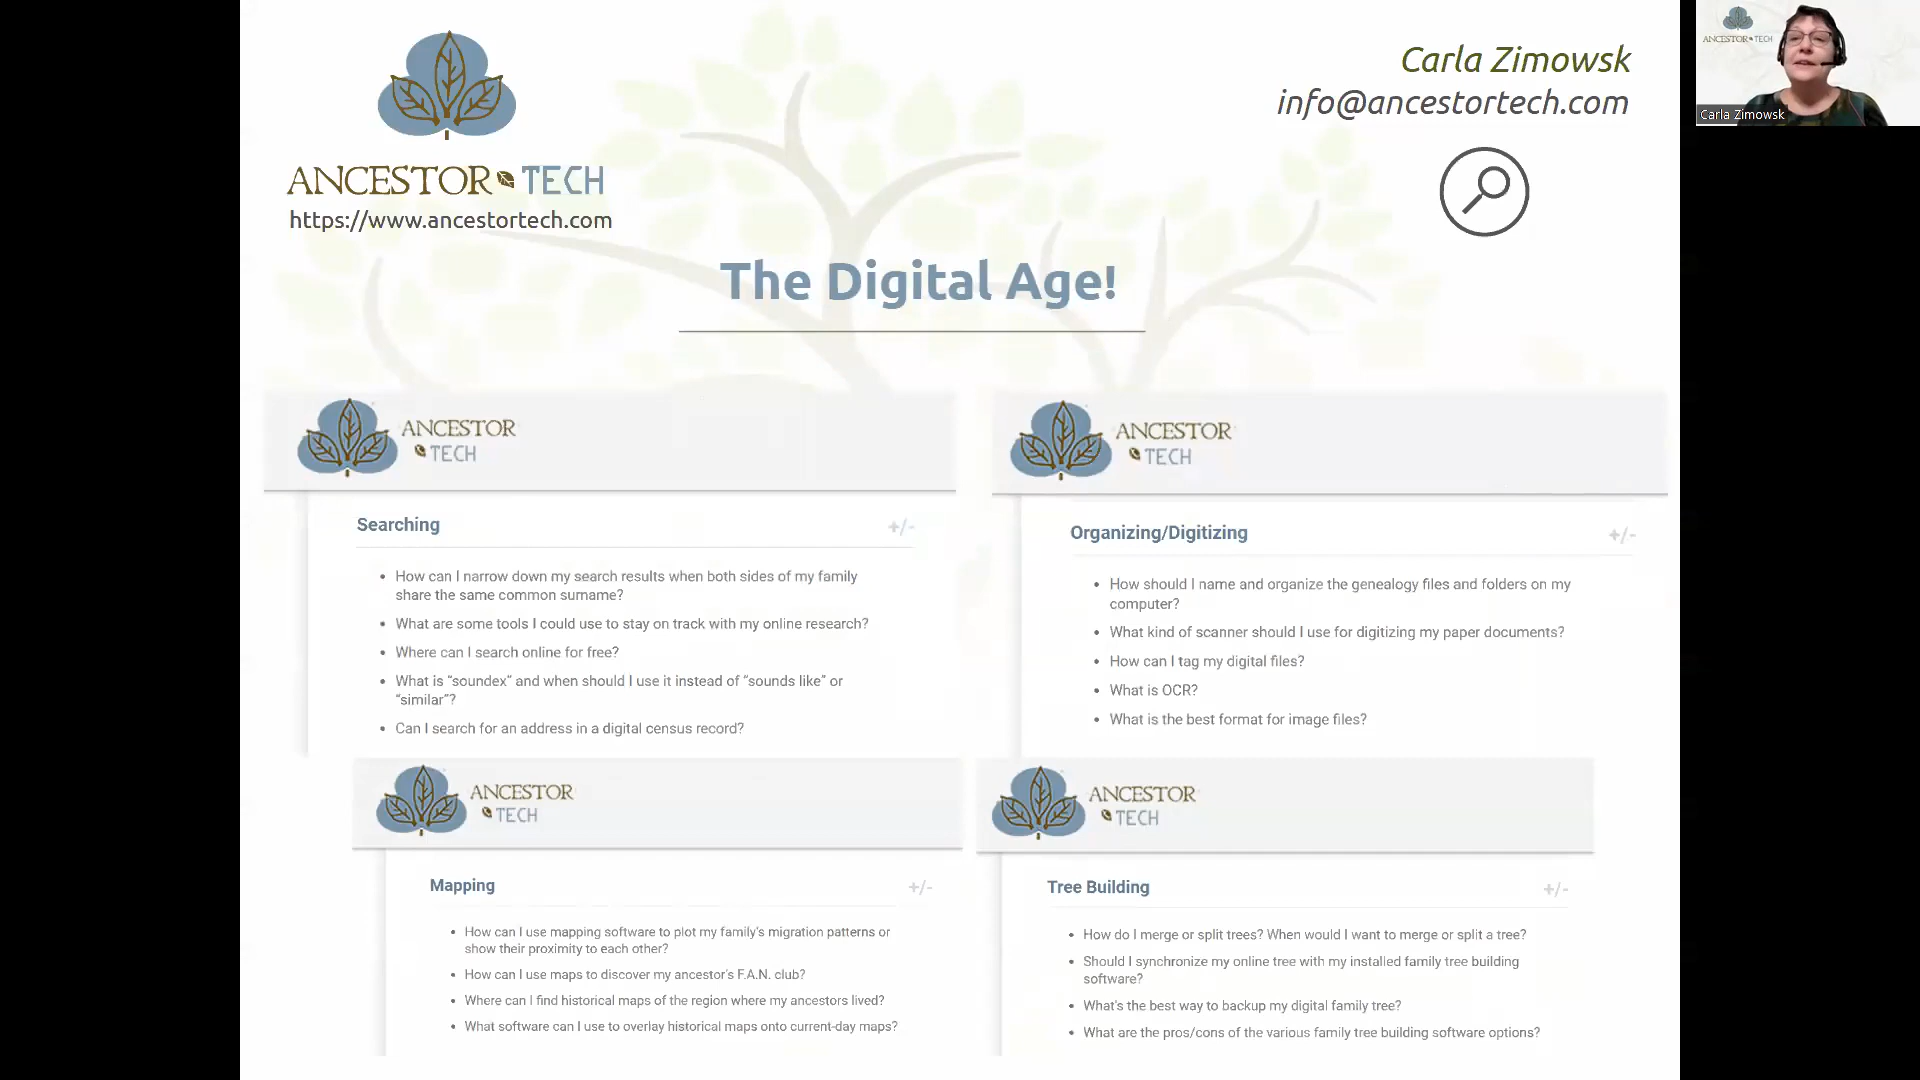 Carla Zimowsk
info@ancestortech.com
ANCESTOR TECH
https://www.ancestortech.com
The Digital Age!
ANCESTOR
TECH
Searching +/-
• How can I narrow down my search results when both sides of my family
share the same common surname?
• What are some tools I could use to stay on track with my online research?
• Where can I search online for free?
• What is “soundex” and when should I use it instead of “sounds like” or
“similar”?
• Can I search for an address in a digital census record?
ANCESTOR
TECH
Organizing/Digitizing +/-
• How should I name and organize the genealogy files and folders on my
computer?
• What kind of scanner should I use for digitizing my paper documents?
• How can I tag my digital files?
• What is OCR?
• What is the best format for image files?
ANCESTOR
TECH
Mapping +/-
• How can I use mapping software to plot my family's migration patterns or
show their proximity to each other?
• How can I use maps to discover my ancestor's F.A.N. club?
• Where can I find historical maps of the region where my ancestors lived?
• What software can I use to overlay historical maps onto current-day maps?
ANCESTOR
TECH
Tree Building +/-
• How do I merge or split trees? When would I want to merge or split a tree?
• Should I synchronize my online tree with my installed family tree building
software?
• What's the best way to backup my digital family tree?
• What are the pros/cons of the various family tree building software options?
ANCESTOR TECH
Carla Zimowsk